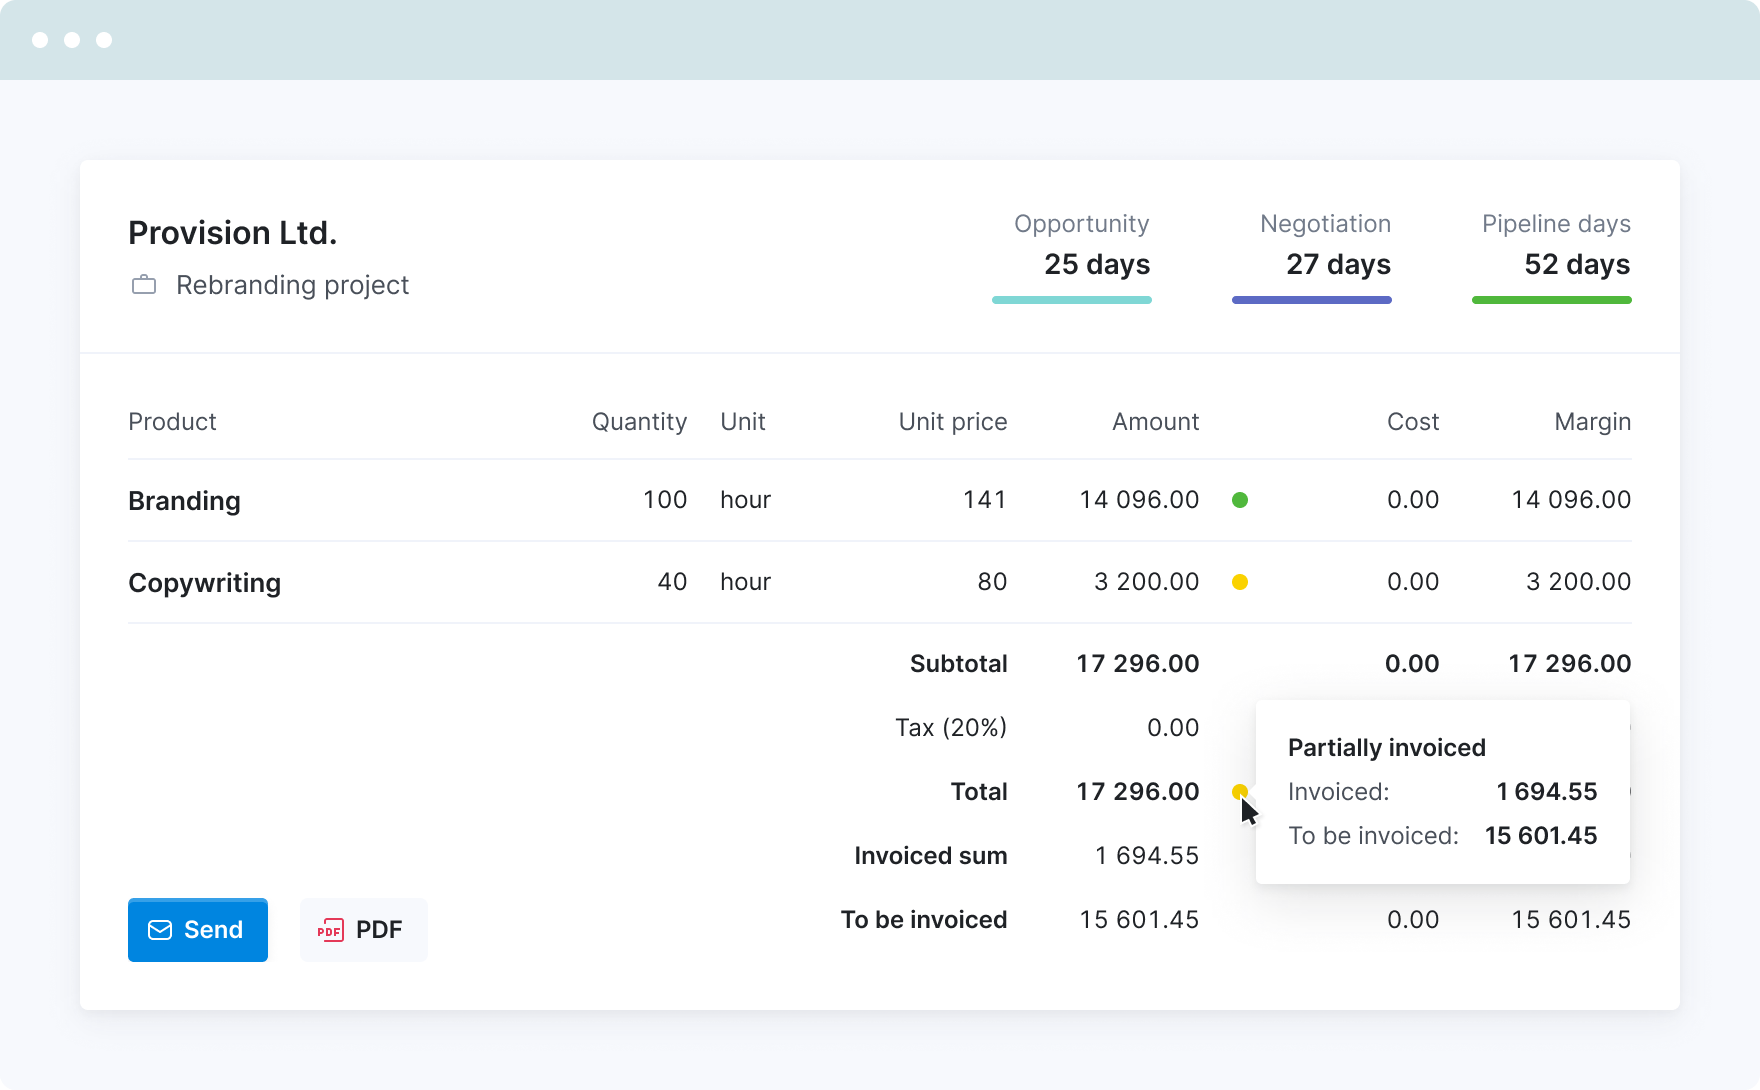 Provision Ltd.
Rebranding project
Opportunity
25 days
Negotiation
27 days
Pipeline days
52 days
Product Quantity Unit Unit price Amount Cost Margin
Branding 100 hour 141 14 096.00 0.00 14 096.00
Copywriting 40 hour 80 3 200.00 0.00 3 200.00
Subtotal 17 296.00 0.00 17 296.00
Tax (20%) 0.00
Total 17 296.00
Invoiced sum 1 694.55
To be invoiced 15 601.45 0.00 15 601.45
Partially invoiced
Invoiced: 1 694.55
To be invoiced: 15 601.45
Send
PDF PDF